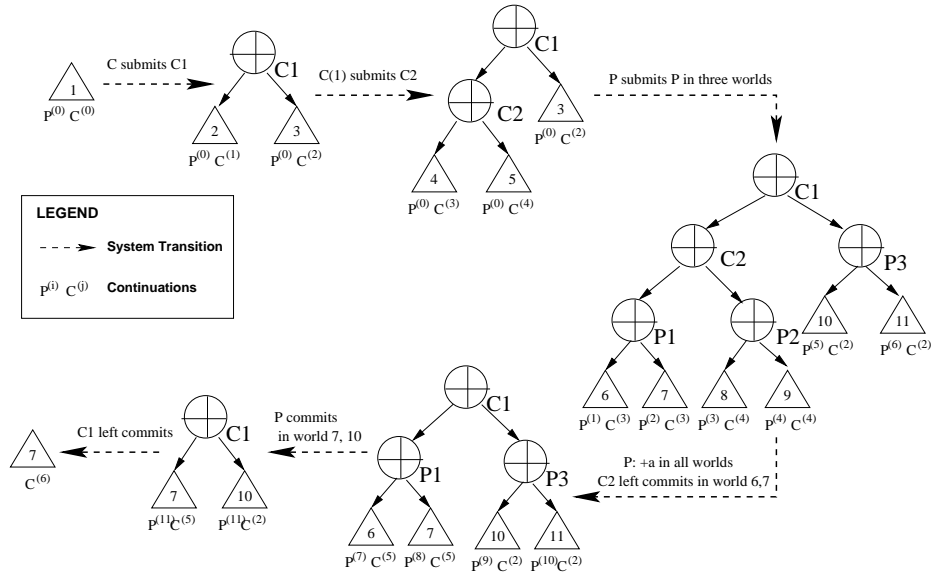 C submits C1
1
P(0) C(0)
C1
2
3
P(0) C(1)
P(0) C(2)
C(1) submits C2
C1
C2
3
P(0) C(2)
4
5
P(0) C(3)
P(0) C(4)
P submits P in three worlds
C1
C2
P3
P1
P2
10
11
P(5) C(2)
P(6) C(2)
6
7
8
9
P(1) C(3)
P(2) C(3)
P(3) C(4)
P(4) C(4)
LEGEND
System Transition
P(i) C(j) Continuations
P: +a in all worlds
C2 left commits in world 6,7
C1
P1
P3
6
7
10
11
P(7) C(5)
P(8) C(5)
P(9) C(2)
P(10)C(2)
P commits
in world 7, 10
C1
7
10
P(11)C(5)
P(11)C(2)
C1 left commits
7
C(6)